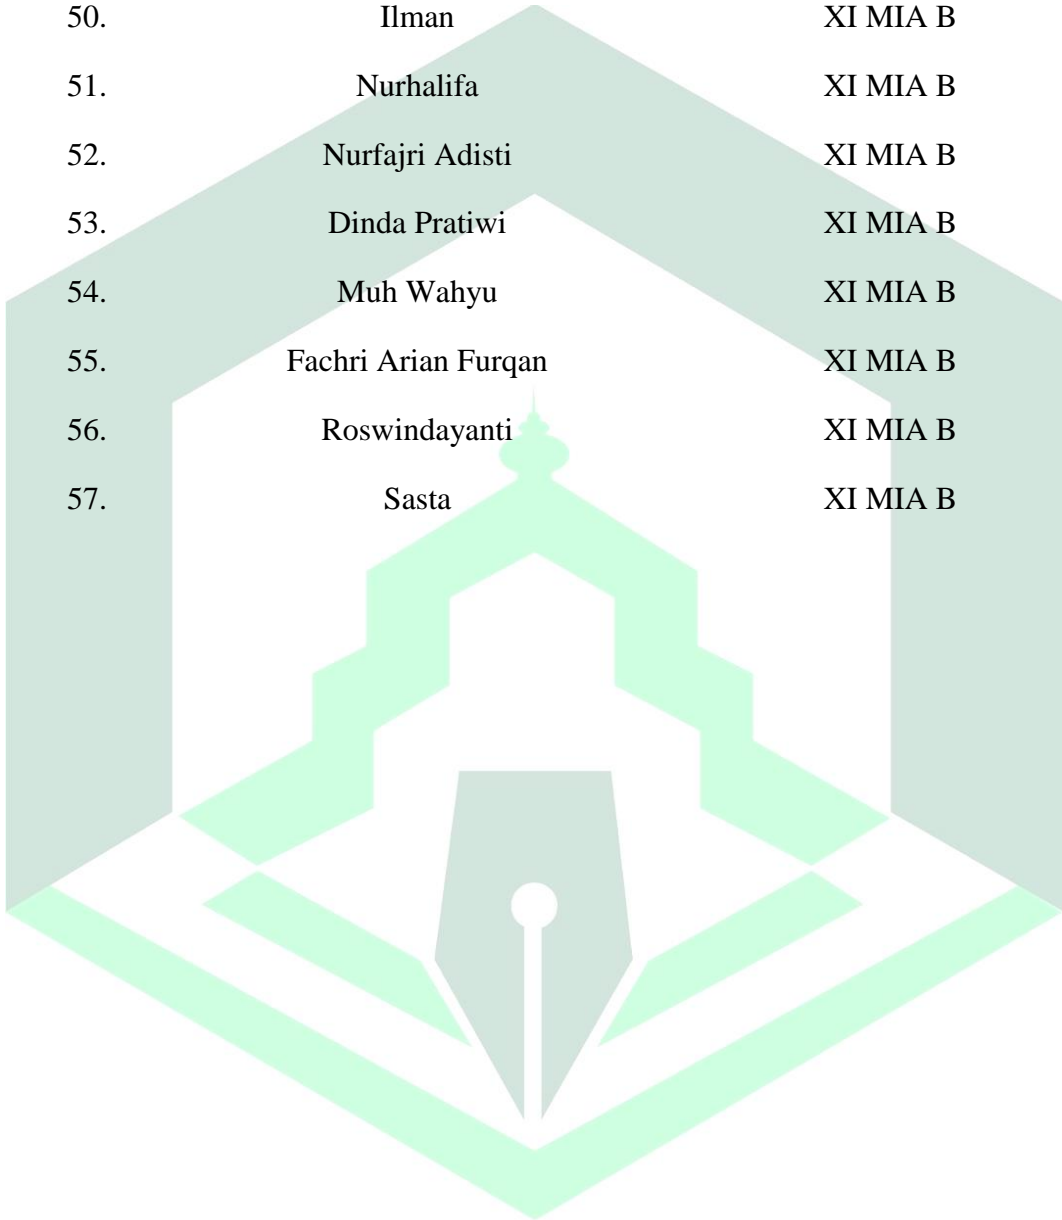 50. Ilman XI MIA B
51. Nurhalifa XI MIA B
52. Nurfajri Adisti XI MIA B
53. Dinda Pratiwi XI MIA B
54. Muh Wahyu XI MIA B
55. Fachri Arian Furqan XI MIA B
56. Roswindayanti XI MIA B
57. Sasta XI MIA B